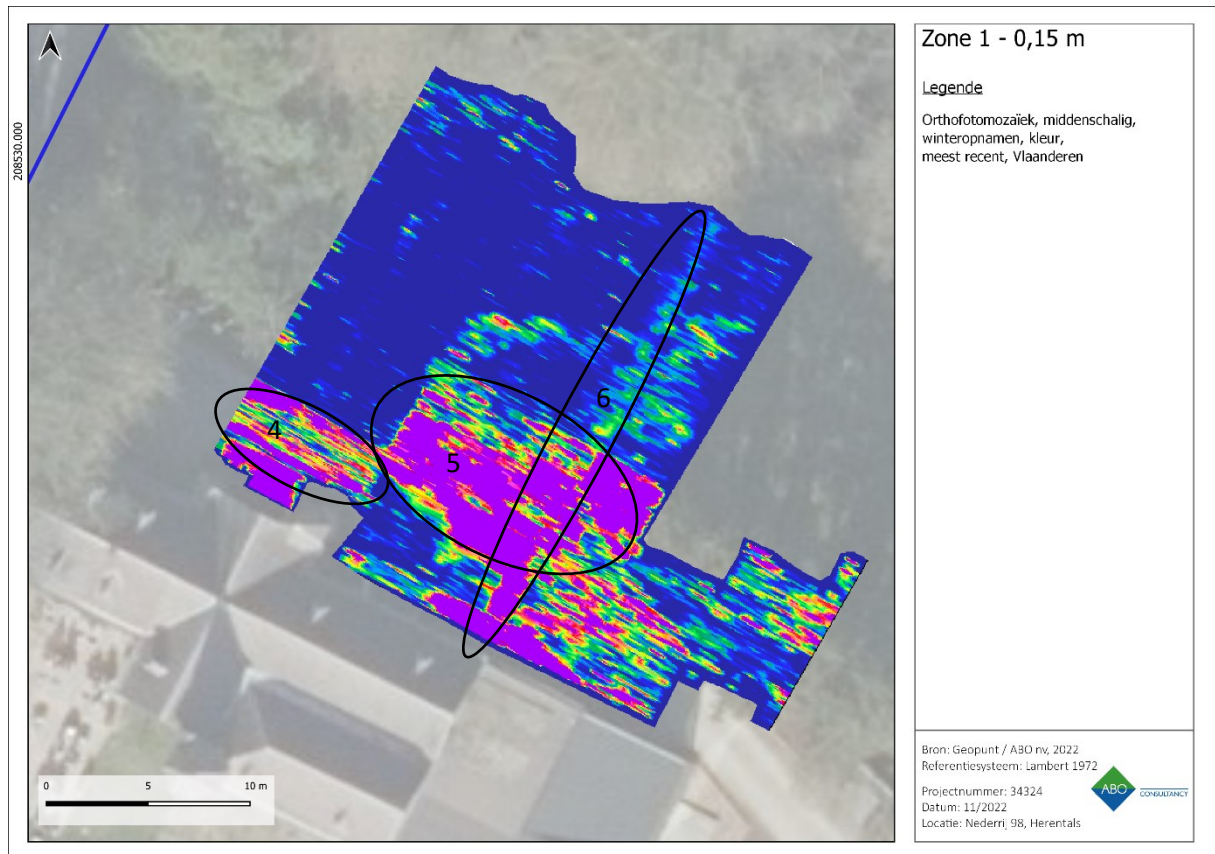 208530.000
4
5
6
0 5 10 m
Zone 1 - 0,15 m
Legende
Orthofotomozaïek, middenschalig,
winteropnamen, kleur,
meest recent, Vlaanderen
Bron: Geopunt / ABO nv, 2022
Referentiesysteem: Lambert 1972
Projectnummer: 34324
Datum: 11/2022
Locatie: Nederrij 98, Herentals
ABO CONSULTANCY